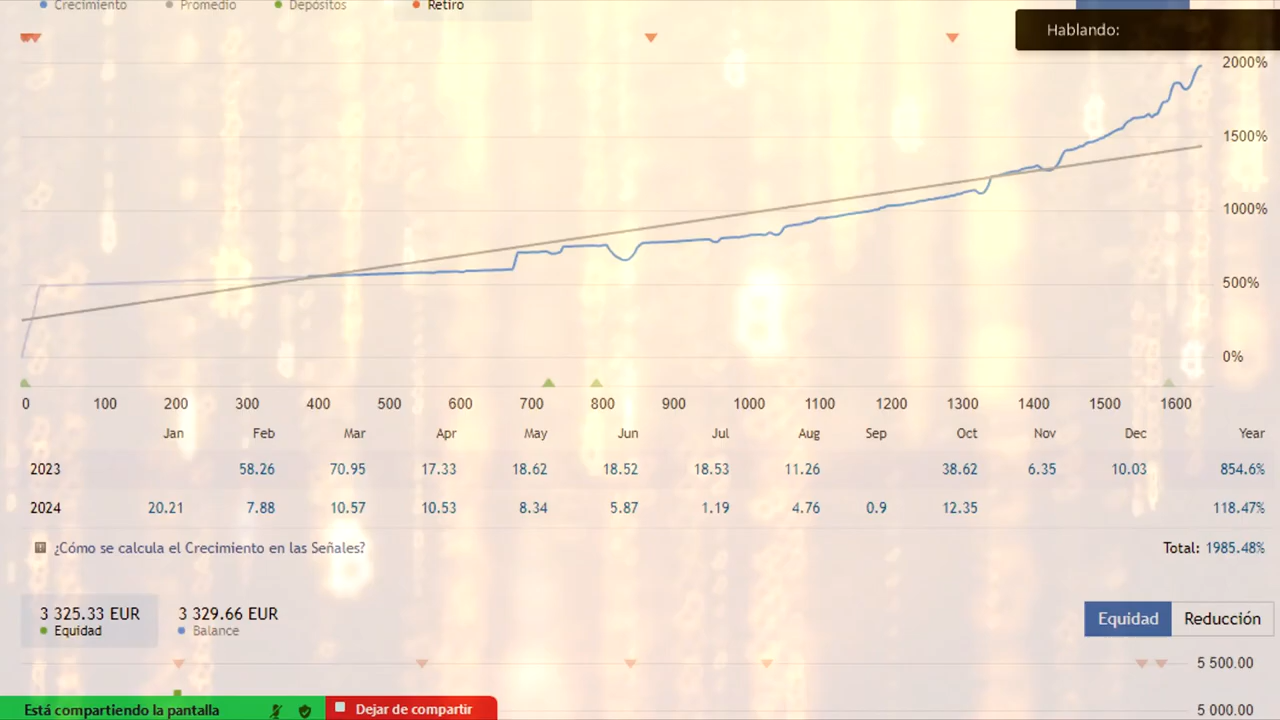 Crecimiento Promedio Depósitos Retiro
Hablando:
2000%
1500%
1000%
500%
0%
0 100 200 300 400 500 600 700 800 900 1000 1100 1200 1300 1400 1500 1600
Jan Feb Mar Apr May Jun Jul Aug Sep Oct Nov Dec Year
2023 58.26 70.95 17.33 18.62 18.52 18.53 11.26 38.62 6.35 10.03 854.6%
2024 20.21 7.88 10.57 10.53 8.34 5.87 1.19 4.76 0.9 12.35 118.47%
¿Cómo se calcula el Crecimiento en las Señales? Total: 1985.48%
3 325.33 EUR 3 329.66 EUR
Equidad Balance
Equidad Reducción
5 500.00
5 000.00
Está compartiendo la pantalla Dejar de compartir